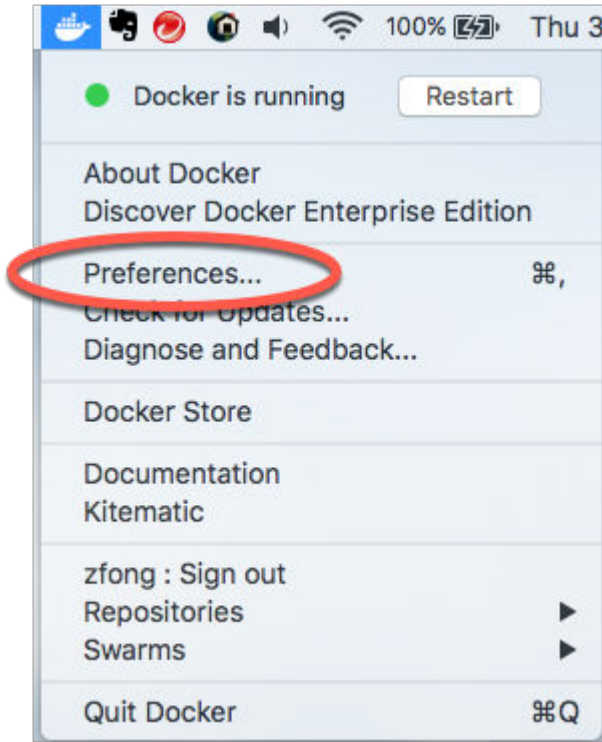 100% Thu 3
Docker is running Restart
About Docker
Discover Docker Enterprise Edition
Preferences... ⌘,
Check for Updates...
Diagnose and Feedback...
Docker Store
Documentation
Kitematic
zfong : Sign out
Repositories ▶
Swarms ▶
Quit Docker ⌘Q